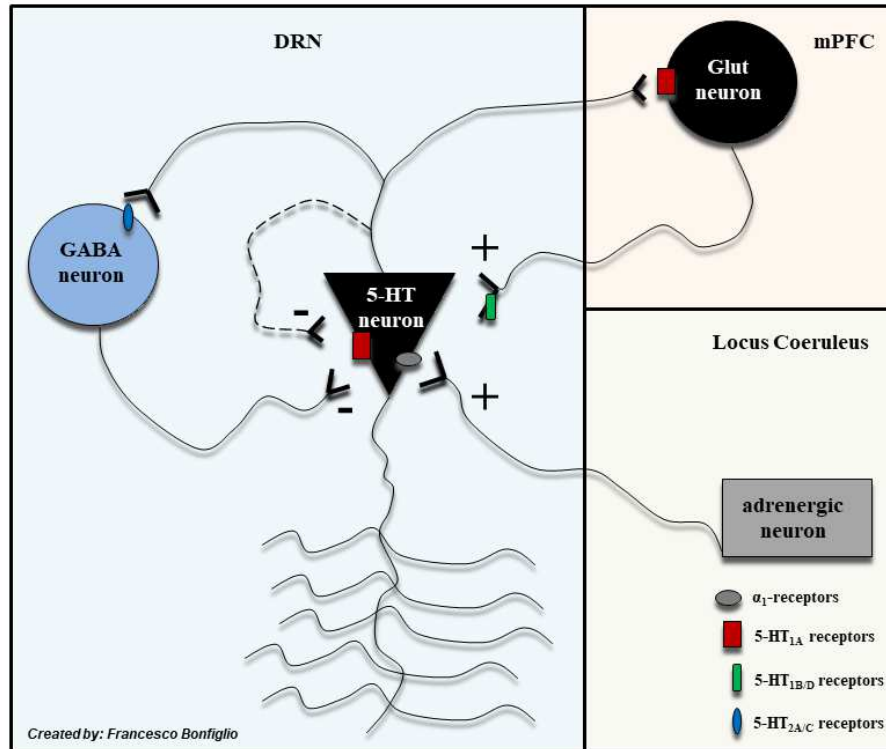 DRN
mPFC
Glut
neuron
GABA
neuron
+
5-HT
neuron
-
-
+
Locus Coeruleus
adrenergic
neuron
α₁-receptors
5-HT₁A receptors
5-HT₁B/D receptors
5-HT₂A/C receptors
Created by: Francesco Bonfiglio